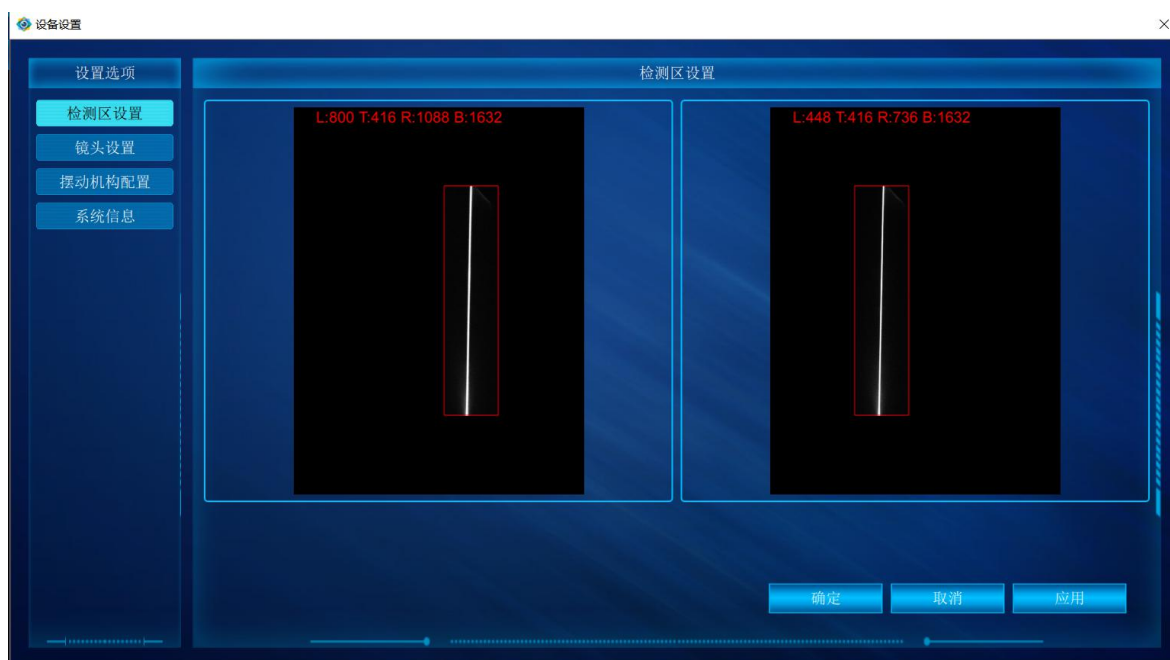 设备设置
设置选项
检测区设置
镜头设置
摆动机构配置
系统信息
检测区设置
L:800 T:416 R:1088 B:1632
L:448 T:416 R:736 B:1632
确定
取消
应用